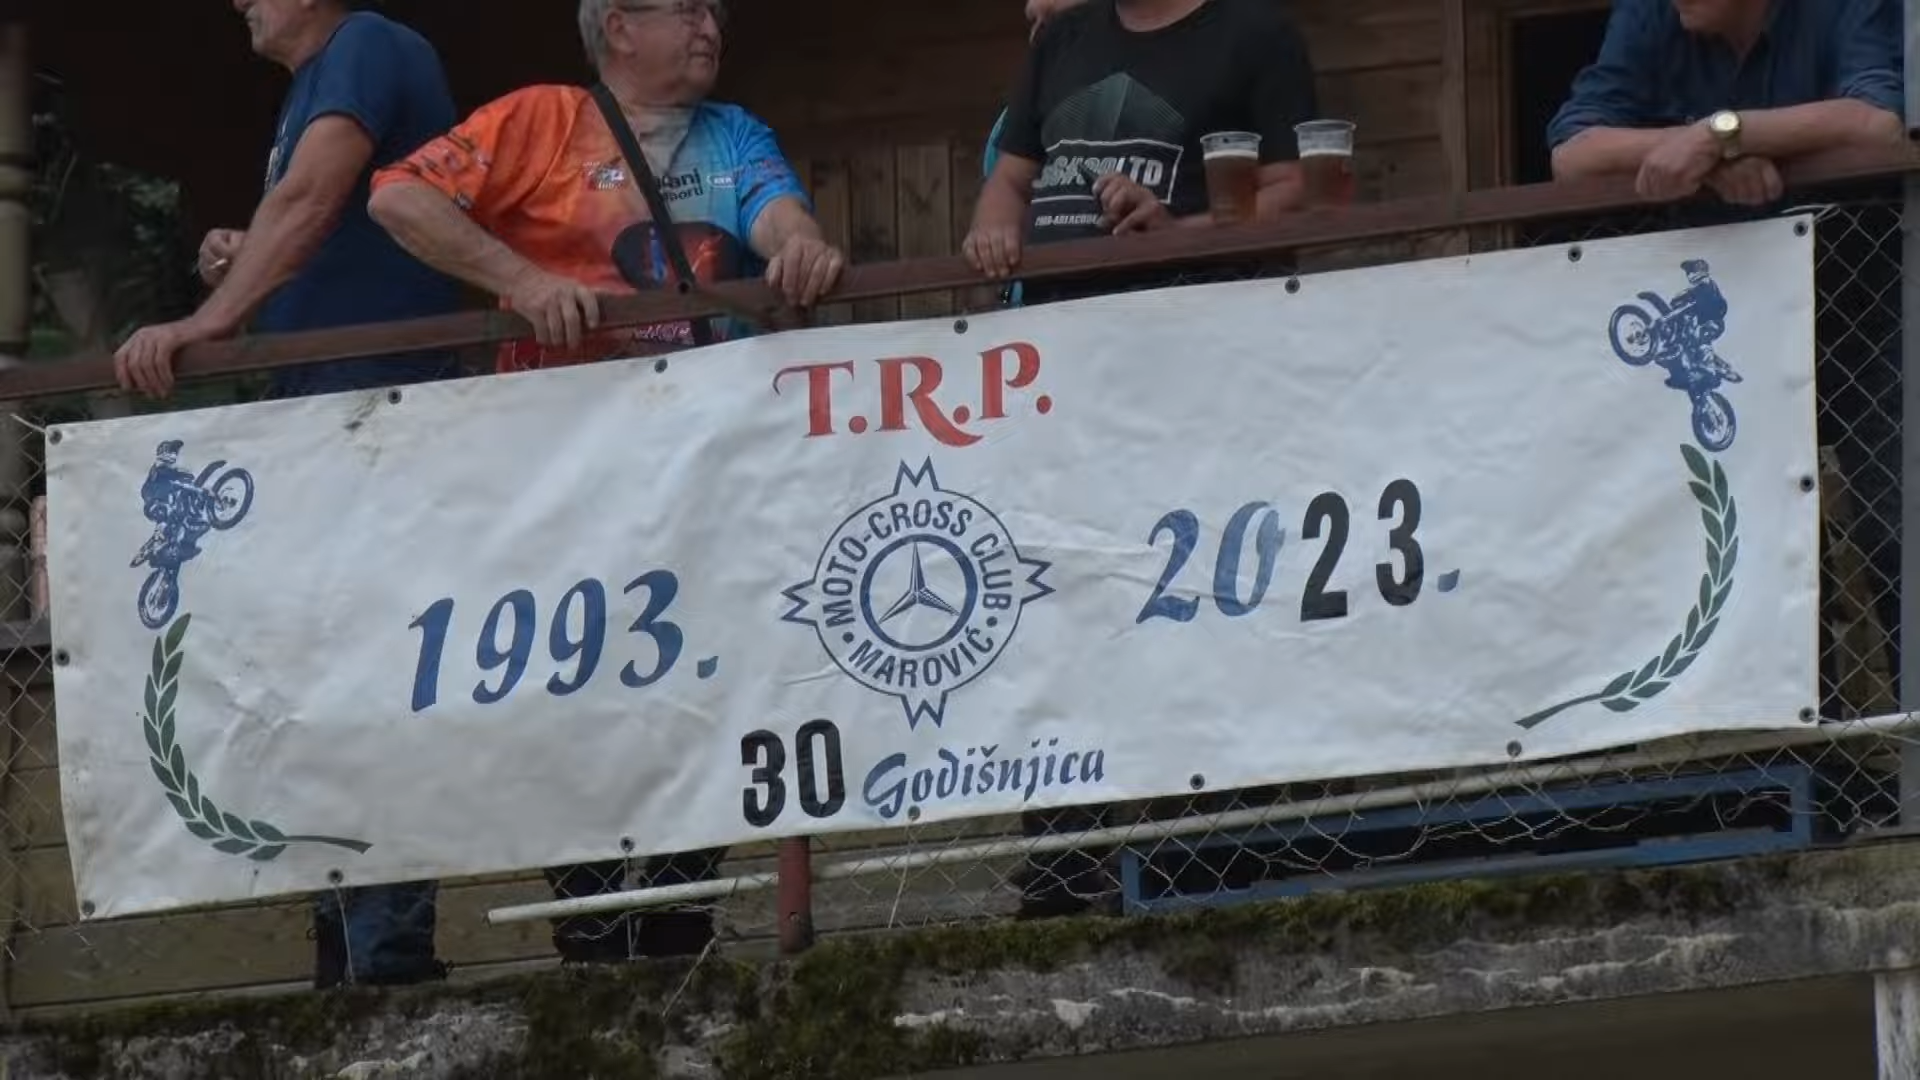 T.R.P.
MOTO-CROSS CLUB
• MAROVIĆ •
1993.
2023.
30 Godišnjica